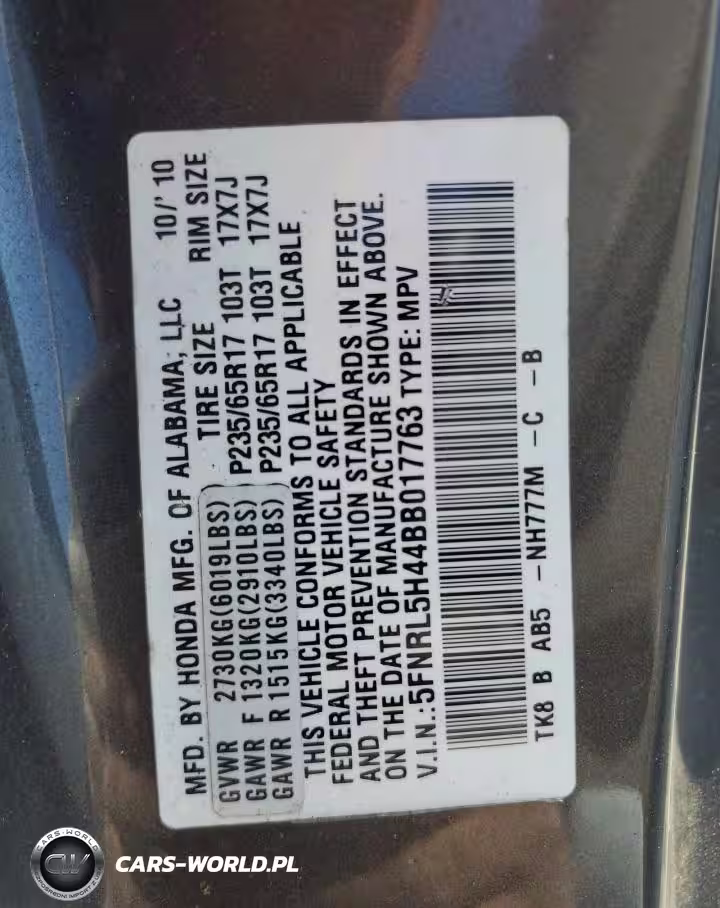 MFD. BY HONDA MFG. OF ALABAMA, LLC 10/' 10
TIRE SIZE RIM SIZE
GVWR 2730KG(6019LBS)
GAWR F 1320KG(2910LBS) P235/65R17 103T 17X7J
GAWR R 1515KG(3340LBS) P235/65R17 103T 17X7J
THIS VEHICLE CONFORMS TO ALL APPLICABLE
FEDERAL MOTOR VEHICLE SAFETY
AND THEFT PREVENTION STANDARDS IN EFFECT
ON THE DATE OF MANUFACTURE SHOWN ABOVE.
V.I.N.:5FNRL5H44BB017763 TYPE: MPV
TK8 B AB5 -NH777M -C -B
CARS-WORLD
CW
CARS-WORLD.PL